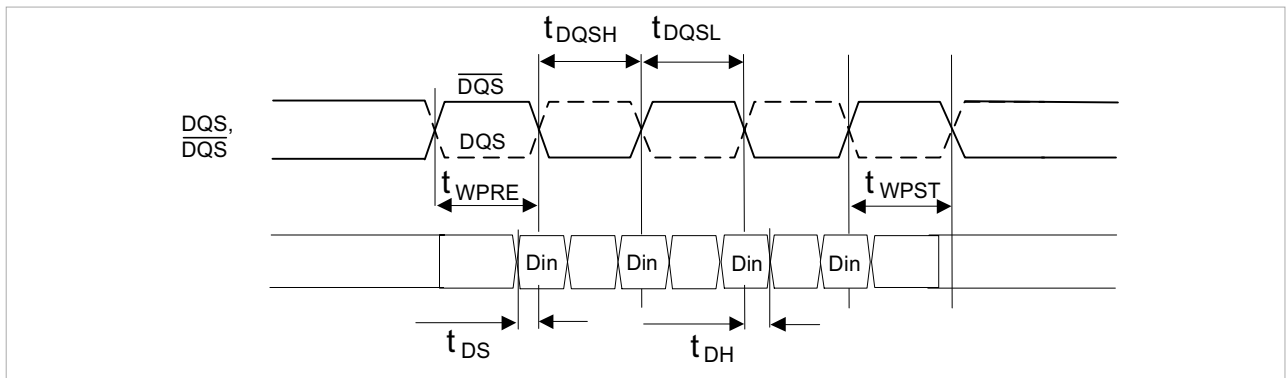 tDQSH tDQSL
DQS
DQS,
DQS
DQS
tWPRE
tWPST
Din Din Din Din
tDS
tDH